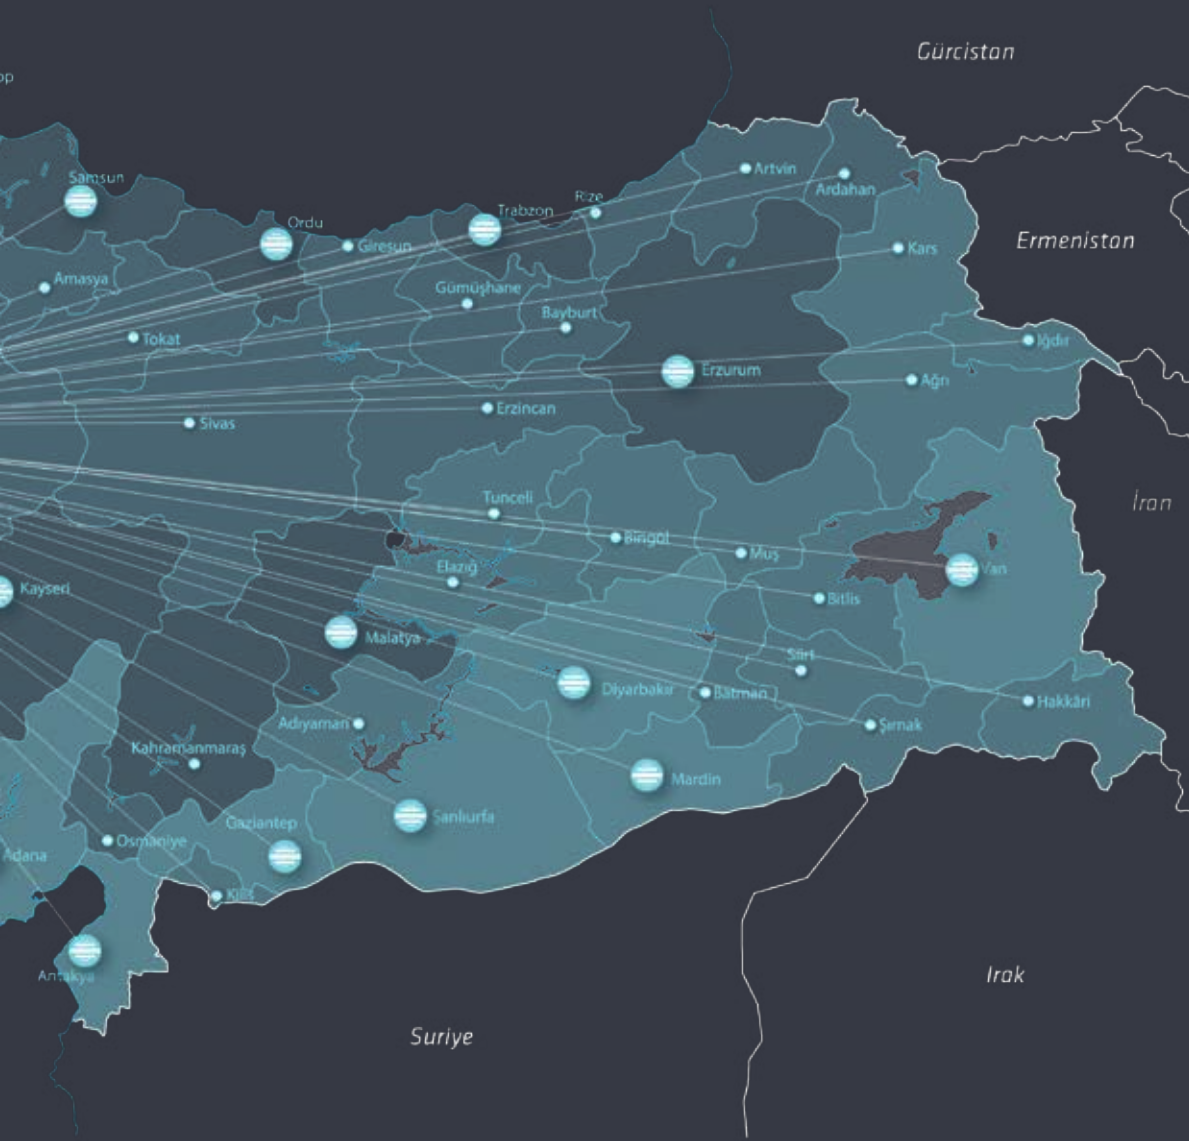 Gürcistan
op
Artvin
Samsun
Ardahan
Rize
Trabzon
Ordu
Ermenistan
Giresun
Kars
Amasya
Gümüşhane
Bayburt
Tokat
Iğdır
Erzurum
Ağrı
Erzincan
Sivas
Tunceli
İran
Bingöl
Muş
Elazığ
Van
Kayseri
Bitlis
Malatya
Siirt
Diyarbakır
Batman
Hakkâri
Adıyaman
Şırnak
Kahramanmaraş
Mardin
Şanlıurfa
Gaziantep
Osmaniye
Adana
Kilis
Antakya
Irak
Suriye